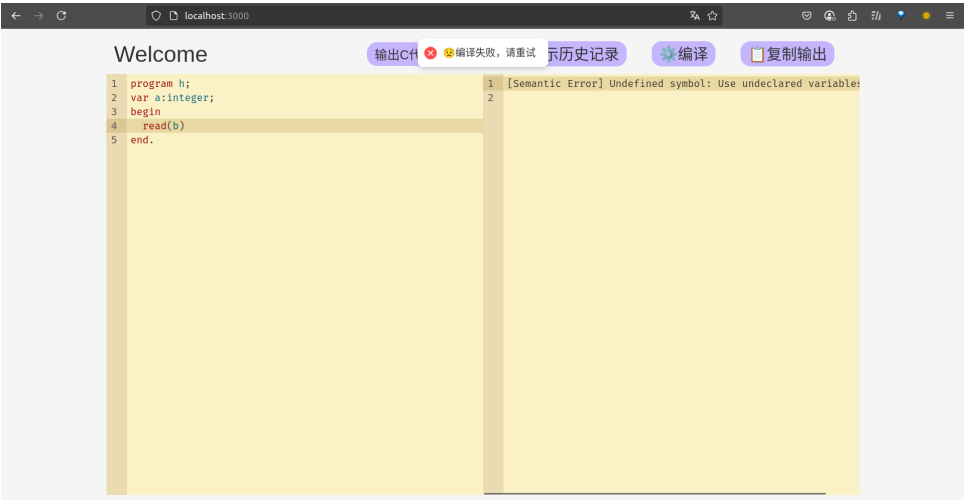 localhost:3000
Welcome
输出C代
😟编译失败，请重试
示历史记录
⚙️编译
📋复制输出
1 program h;
2 var a:integer;
3 begin
4 read(b)
5 end.
1 [Semantic Error] Undefined symbol: Use undeclared variables
2